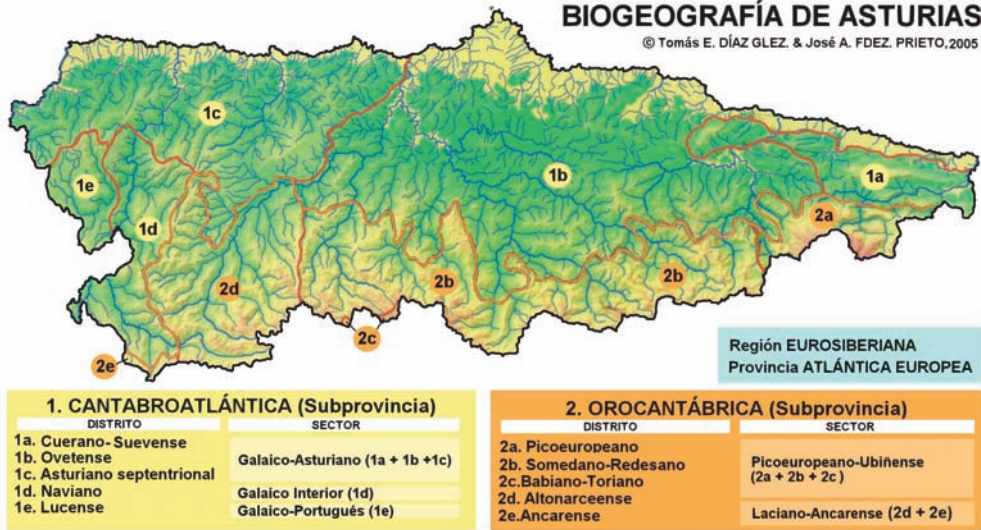 BIOGEOGRAFÍA DE ASTURIAS
© Tomás E. DÍAZ GLEZ. & José A. FDEZ. PRIETO, 2005
1c
1e
1b
1a
1d
2a
2d
2b
2b
2c
2e
Región EUROSIBERIANA
Provincia ATLÁNTICA EUROPEA
1. CANTABROATLÁNTICA (Subprovincia)
DISTRITO
SECTOR
1a. Cuerano-Suevense
1b. Ovetense
1c. Asturiano septentrional
1d. Naviano
1e. Lucense
Galaico-Asturiano (1a + 1b +1c)
Galaico Interior (1d)
Galaico-Portugués (1e)
2. OROCANTÁBRICA (Subprovincia)
DISTRITO
SECTOR
2a. Picoeuropeano
2b. Somedano-Redesano
2c.Babiano-Toriano
2d. Altonarceense
2e.Ancarense
Picoeuropeano-Ubiñense
(2a + 2b + 2c )
Laciano-Ancarense (2d + 2e)